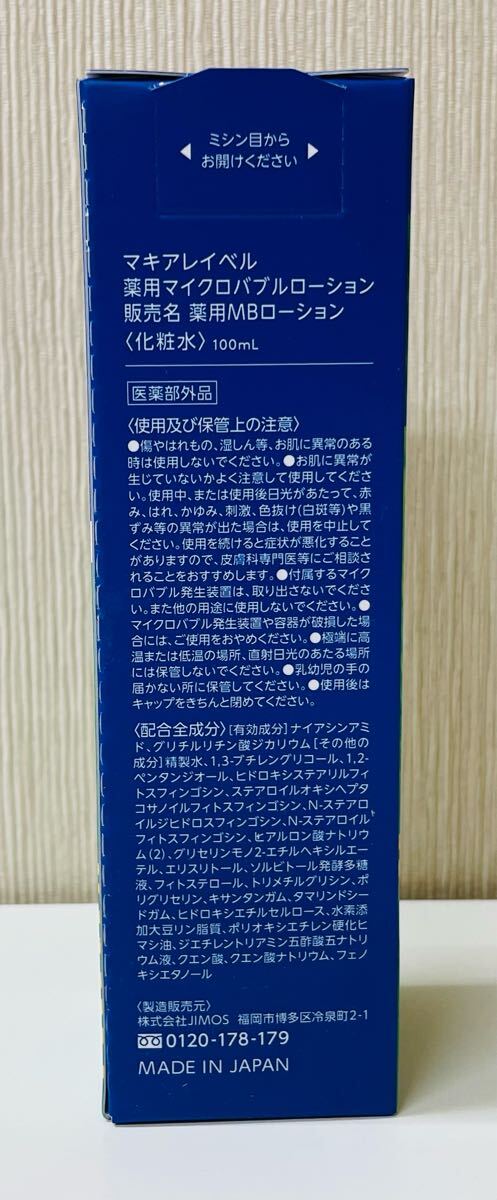 ミシン目から
お開けください
マキアレイベル
薬用マイクロバブルローション
販売名 薬用MBローション
〈化粧水〉100mL
医薬部外品
〈使用及び保管上の注意〉
●傷やはれもの、湿しん等、お肌に異常のある
時は使用しないでください。●お肌に異常が
生じていないかよく注意して使用してくださ
い。使用中、または使用後日光があたって、赤
み、はれ、かゆみ、刺激、色抜け(白斑等)や黒
ずみ等の異常が出た場合は、使用を中止して
ください。使用を続けると症状が悪化すること
がありますので、皮膚科専門医等にご相談さ
れることをおすすめします。●付属するマイク
ロバブル発生装置は、取り出さないでくださ
い。また他の用途に使用しないでください。●
マイクロバブル発生装置や容器が破損した場
合には、ご使用をおやめください。●極端に高
温または低温の場所、直射日光のあたる場所
には保管しないでください。●乳幼児の手の
届かない所に保管してください。●使用後は
キャップをきちんと閉めてください。
〈配合全成分〉[有効成分]ナイアシンアミ
ド、グリチルリチン酸ジカリウム[その他の
成分]精製水、1,3-ブチレングリコール、1,2-
ペンタンジオール、ヒドロキシステアリルフィ
トスフィンゴシン、ステアロイルオキシヘプタ
コサノイルフィトスフィンゴシン、N-ステアロ
イルジヒドロスフィンゴシン、N-ステアロイル
フィトスフィンゴシン、ヒアルロン酸ナトリウ
ム(2)、グリセリンモノ2-エチルヘキシルエー
テル、エリスリトール、ソルビトール発酵多糖
液、フィトステロール、トリメチルグリシン、ポ
リグリセリン、キサンタンガム、タマリンドシー
ドガム、ヒドロキシエチルセルロース、水素添
加大豆リン脂質、ポリオキシエチレン硬化ヒ
マシ油、ジエチレントリアミン五酢酸五ナトリ
ウム液、クエン酸、クエン酸ナトリウム、フェノ
キシエタノール
〈製造販売元〉
株式会社JIMOS 福岡市博多区冷泉町2-1
0120-178-179
MADE IN JAPAN